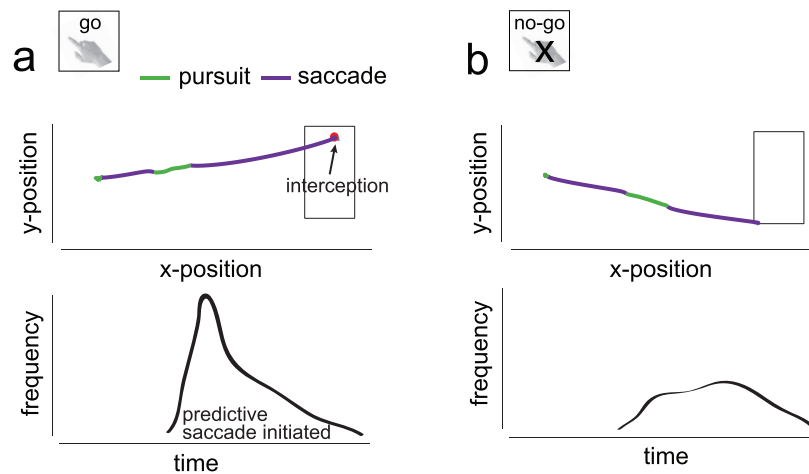 a
go
pursuit saccade
y-position
interception
x-position
frequency
predictive
saccade initiated
time
b
no-go
X
y-position
x-position
frequency
time